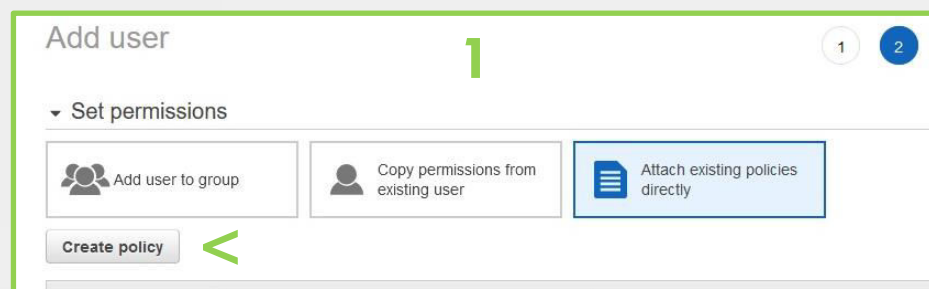 Add user
1
1 2
Set permissions
Add user to group
Copy permissions from
existing user
Attach existing policies
directly
Create policy <